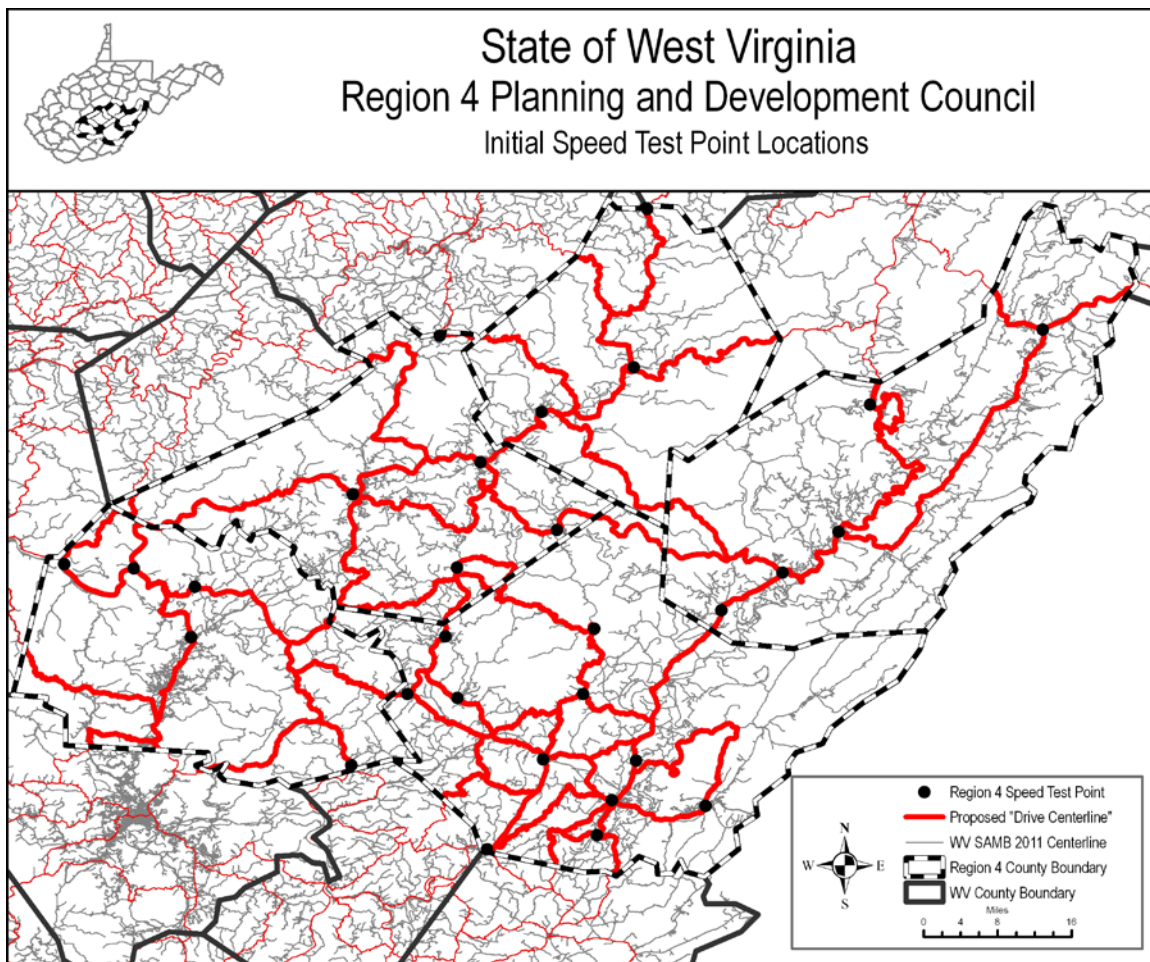 State of West Virginia
Region 4 Planning and Development Council
Initial Speed Test Point Locations
N
W E
S
Region 4 Speed Test Point
Proposed "Drive Centerline"
WV SAMB 2011 Centerline
Region 4 County Boundary
WV County Boundary
Miles
0 4 8 16